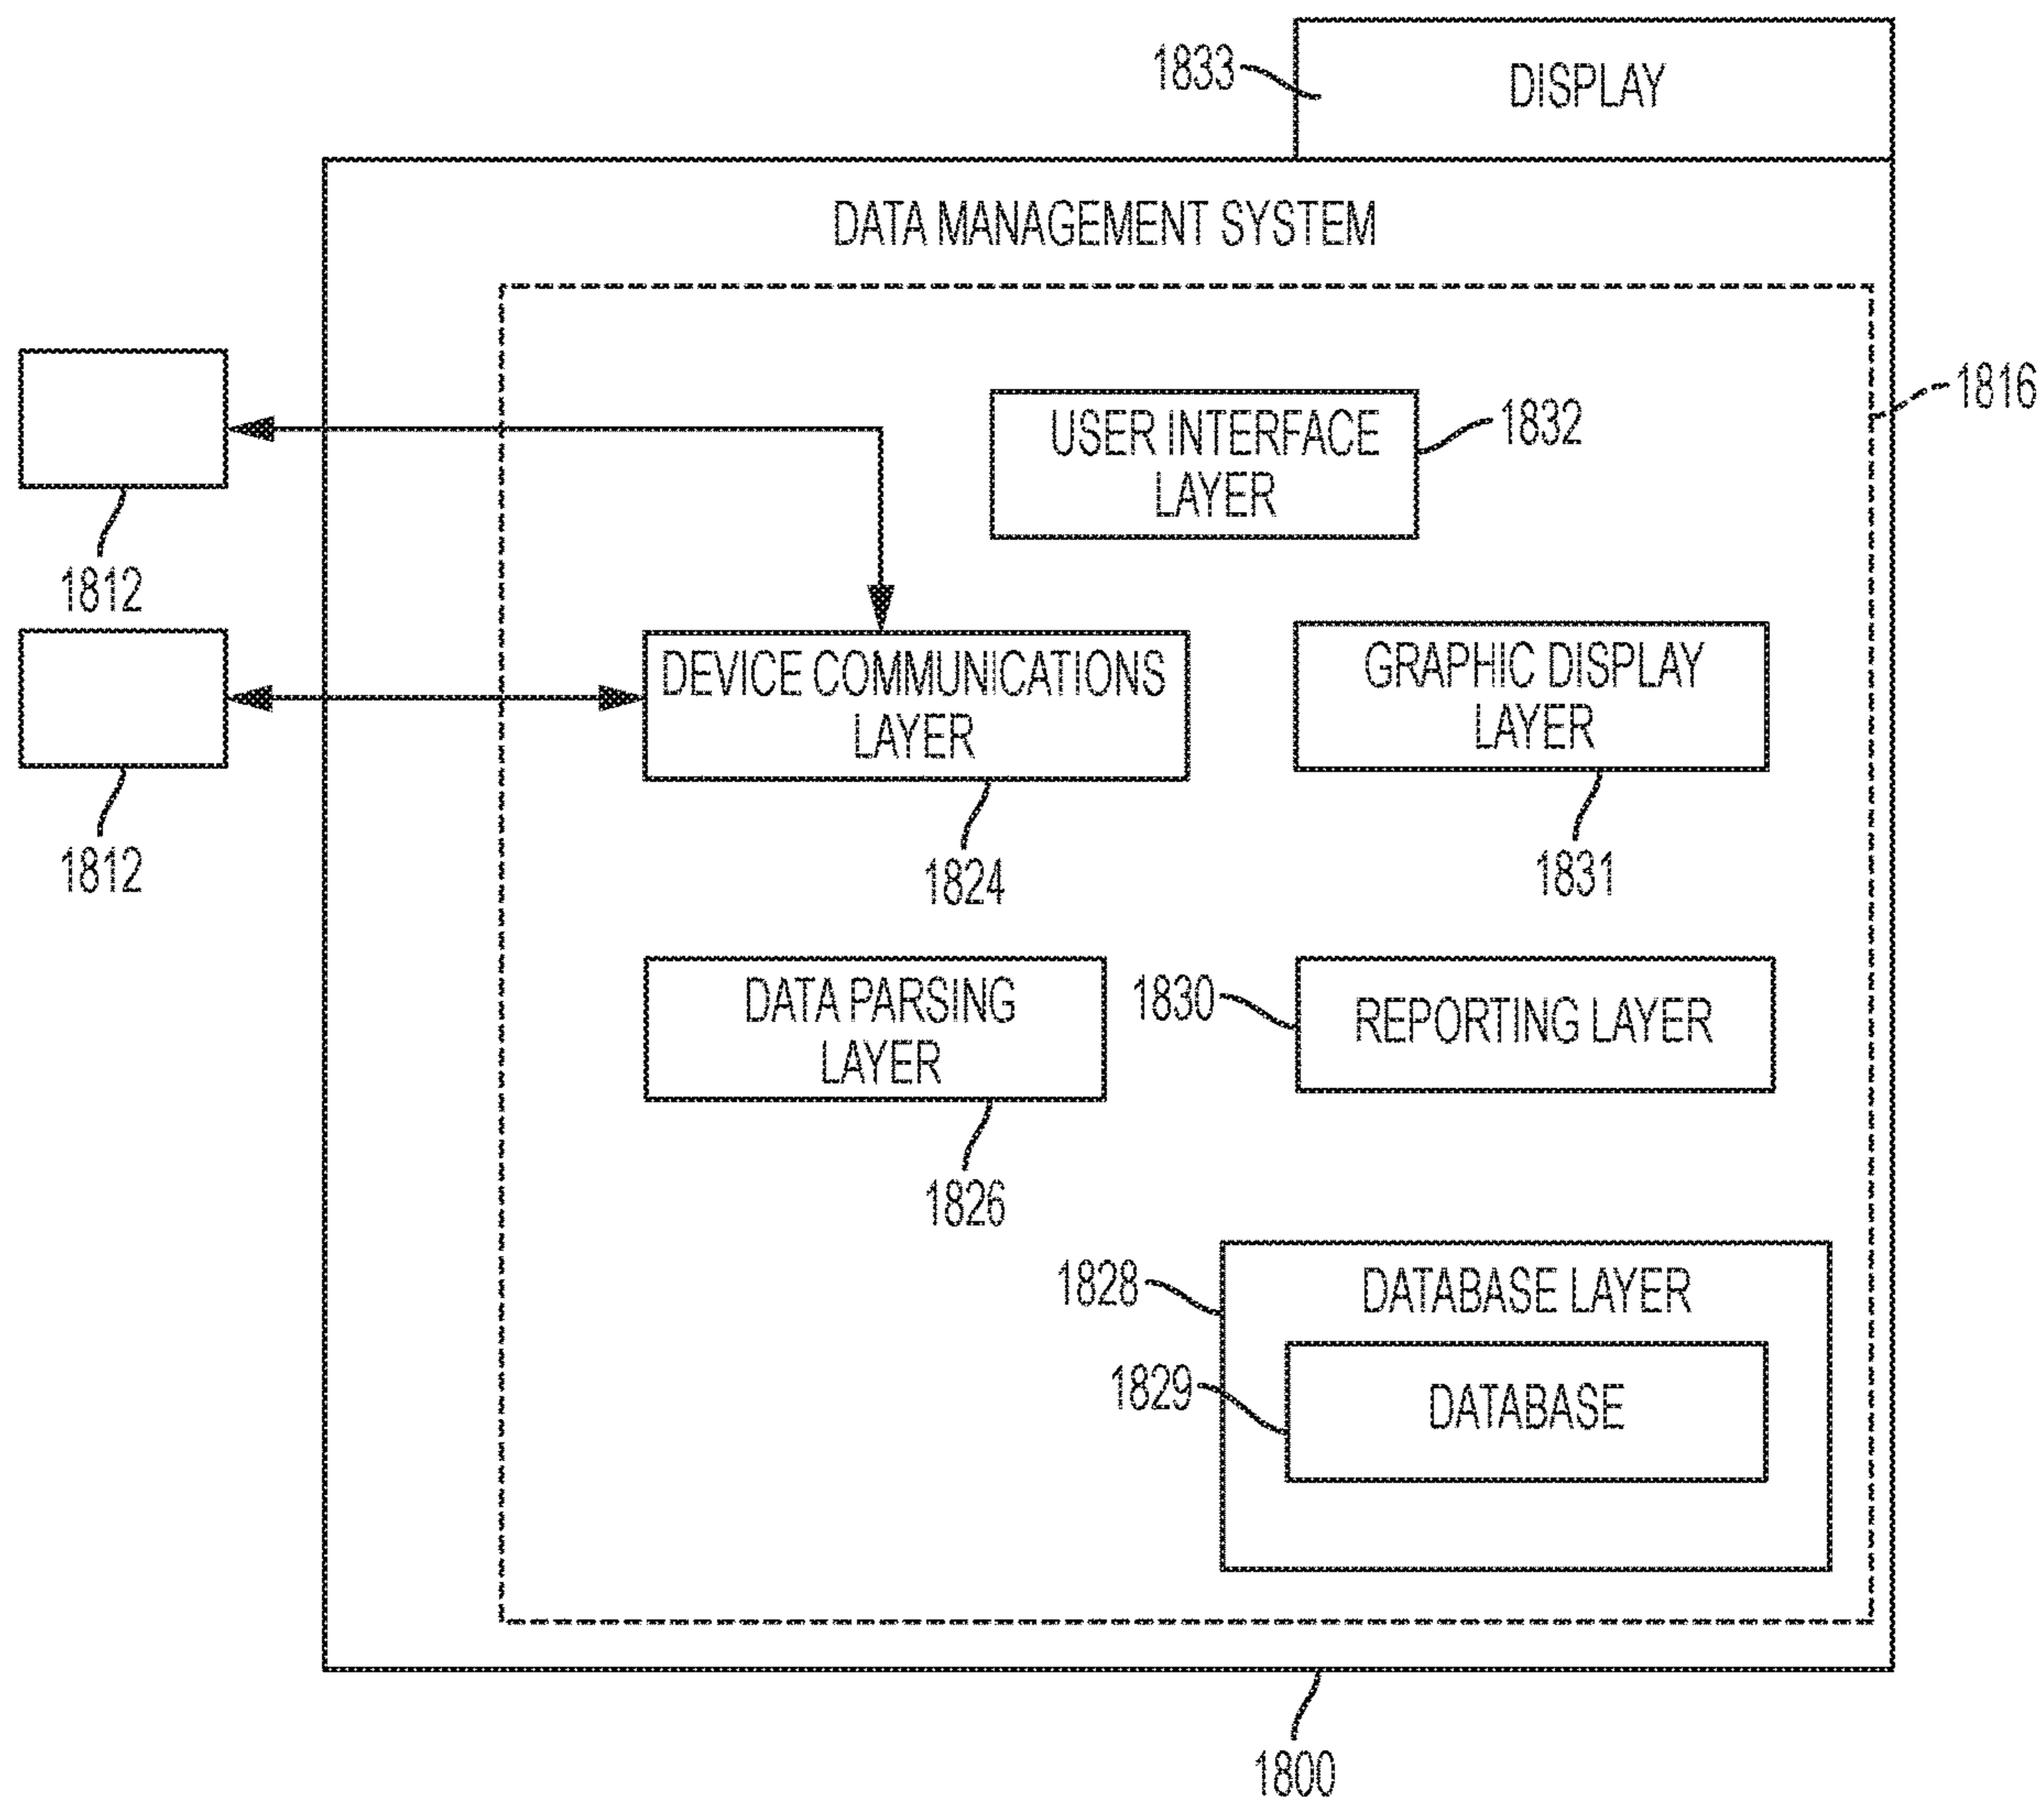 1833
DISPLAY
DATA MANAGEMENT SYSTEM
1816
USER INTERFACE
LAYER
1832
1812
DEVICE COMMUNICATIONS
LAYER
GRAPHIC DISPLAY
LAYER
1812
1824
1831
DATA PARSING
LAYER
1830
REPORTING LAYER
1826
1828
DATABASE LAYER
1829
DATABASE
1800